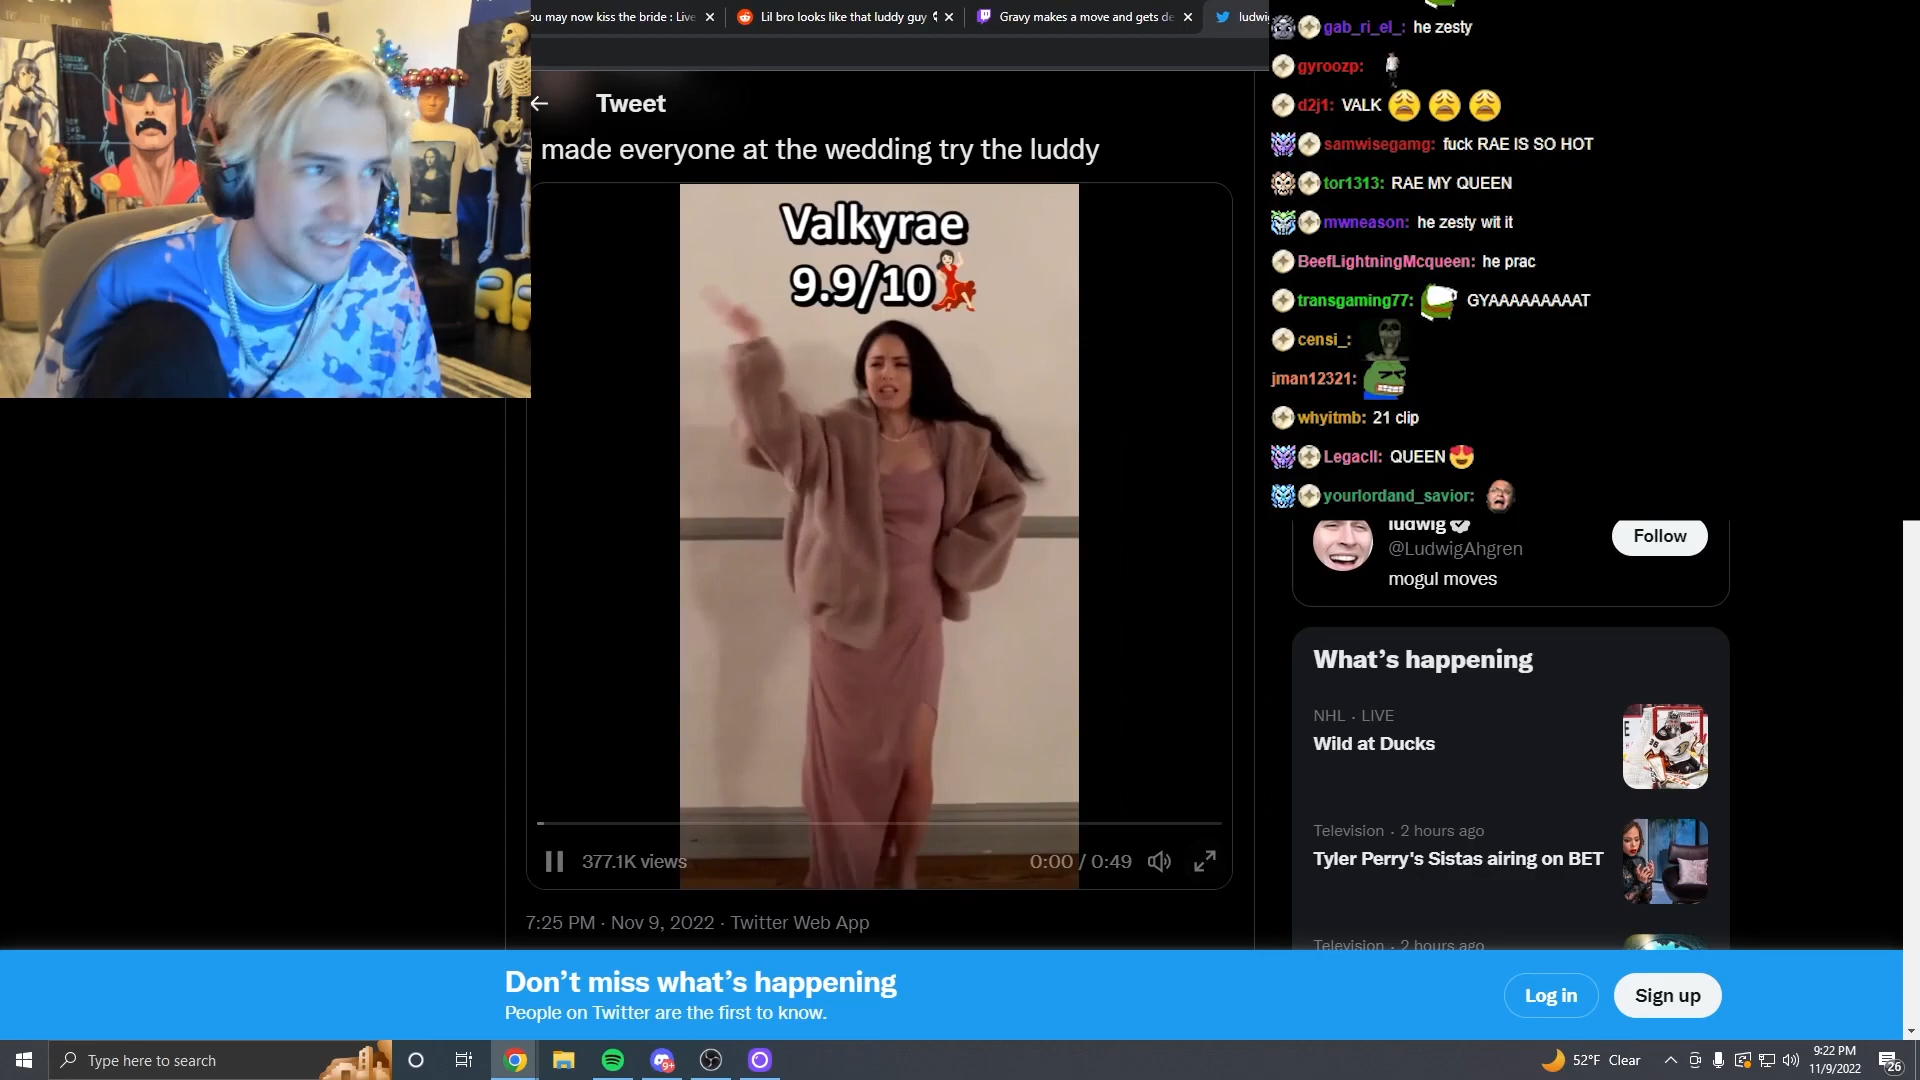 ou may now kiss the bride : Live
Lil bro looks like that luddy guy
Gravy makes a move and gets de
ludwi
Tweet
made everyone at the wedding try the luddy
Valkyrae
9.9/10
377.1K views
0:00 / 0:49
7:25 PM · Nov 9, 2022 · Twitter Web App
gab_ri_el_: he zesty
gyroozp:
d2j1: VALK
samwisegamg: fuck RAE IS SO HOT
tor1313: RAE MY QUEEN
mwneason: he zesty wit it
BeefLightningMcqueen: he prac
transgaming77: GYAAAAAAAAAT
censi_:
jman12321:
whyitmb: 21 clip
Legacll: QUEEN
yourlordand_savior:
ludwig
@LudwigAhgren
mogul moves
Follow
What's happening
NHL · LIVE
Wild at Ducks
Television · 2 hours ago
Tyler Perry's Sistas airing on BET
Television · 2 hours ago
Don't miss what's happening
People on Twitter are the first to know.
Log in
Sign up
Type here to search
9+
52°F Clear
9:22 PM
11/9/2022
26